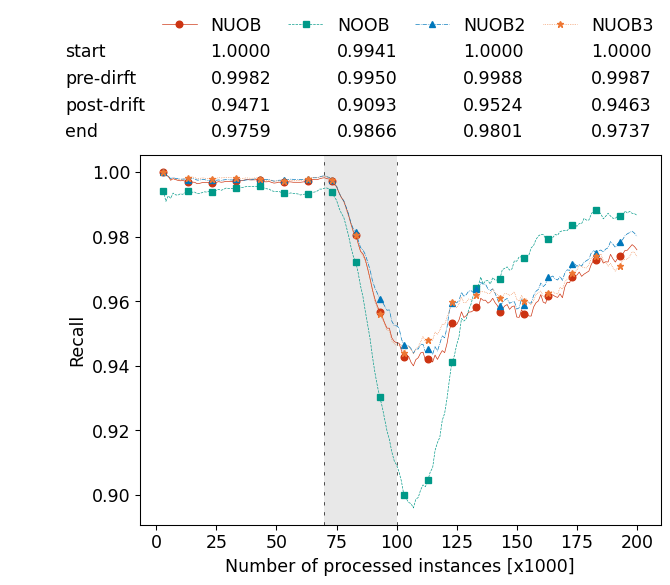 NUOB NOOB NUOB2 NUOB3
start 1.0000 0.9941 1.0000 1.0000
pre-dirft 0.9982 0.9950 0.9988 0.9987
post-drift 0.9471 0.9093 0.9524 0.9463
end 0.9759 0.9866 0.9801 0.9737
1.00
0.98
0.96
0.94
0.92
0.90
Recall
0 25 50 75 100 125 150 175 200
Number of processed instances [x1000]